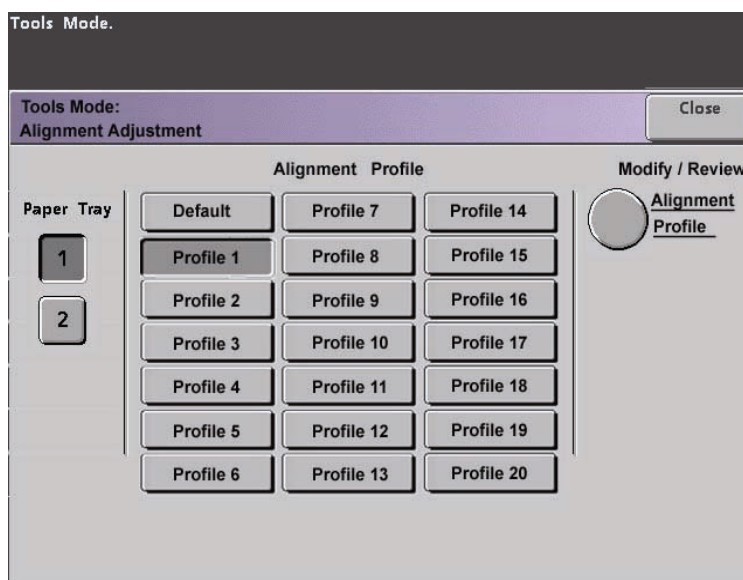 Tools Mode.
Tools Mode:
Close
Alignment Adjustment
Alignment Profile
Modify / Review
Paper Tray
1
2
Default
Profile 1
Profile 2
Profile 3
Profile 4
Profile 5
Profile 6
Profile 7
Profile 8
Profile 9
Profile 10
Profile 11
Profile 12
Profile 13
Profile 14
Profile 15
Profile 16
Profile 17
Profile 18
Profile 19
Profile 20
Alignment
Profile